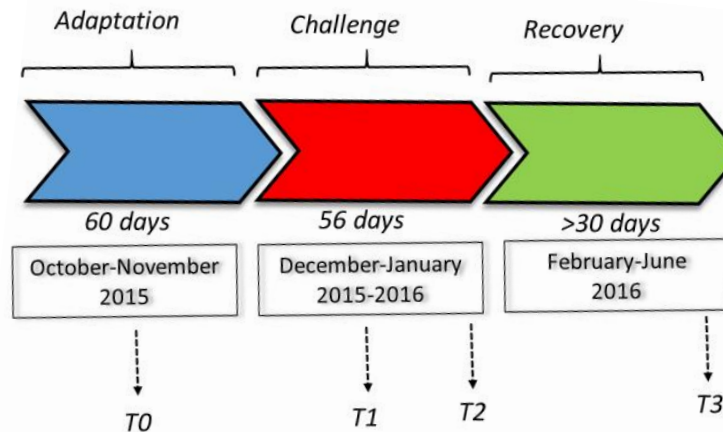 Adaptation
Challenge
Recovery
60 days
56 days
>30 days
October-November
2015
December-January
2015-2016
February-June
2016
T0
T1
T2
T3